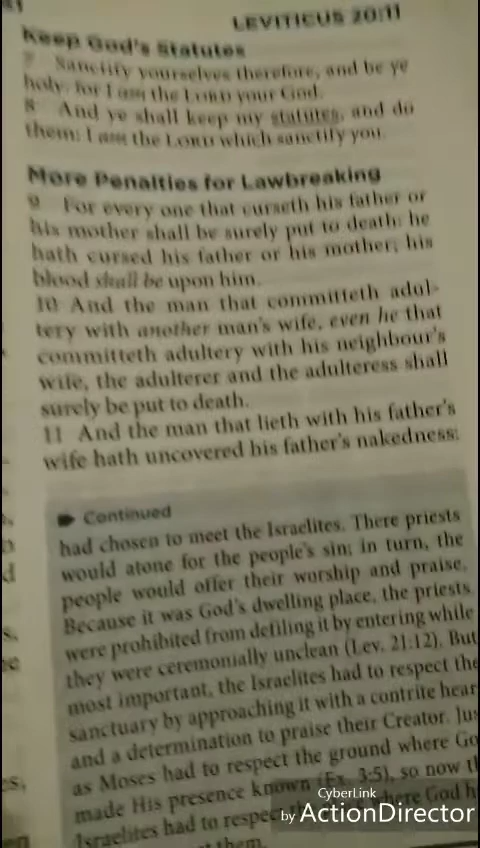 LEVITICUS 20:11
Keep God's Statutes
7 Sanctify yourselves therefore, and be ye
holy: for I am the LORD your God.
8 And ye shall keep my statutes, and do
them: I am the LORD which sanctify you.
More Penalties for Lawbreaking
9 For every one that curseth his father or
his mother shall be surely put to death: he
hath cursed his father or his mother; his
blood shall be upon him.
10 And the man that committeth adul-
tery with another man's wife, even he that
committeth adultery with his neighbour's
wife, the adulterer and the adulteress shall
surely be put to death.
11 And the man that lieth with his father's
wife hath uncovered his father's nakedness:
Continued
had chosen to meet the Israelites. There priests
would atone for the people's sin; in turn, the
people would offer their worship and praise.
Because it was God's dwelling place, the priests
were prohibited from defiling it by entering while
they were ceremonially unclean (Lev. 21:12). But
most important, the Israelites had to respect the
sanctuary by approaching it with a contrite hear
and a determination to praise their Creator. Jus
as Moses had to respect the ground where Go
made His presence known (Ex. 3:5), so now th
Israelites had to respect where God h
them.
CyberLink
by ActionDirector